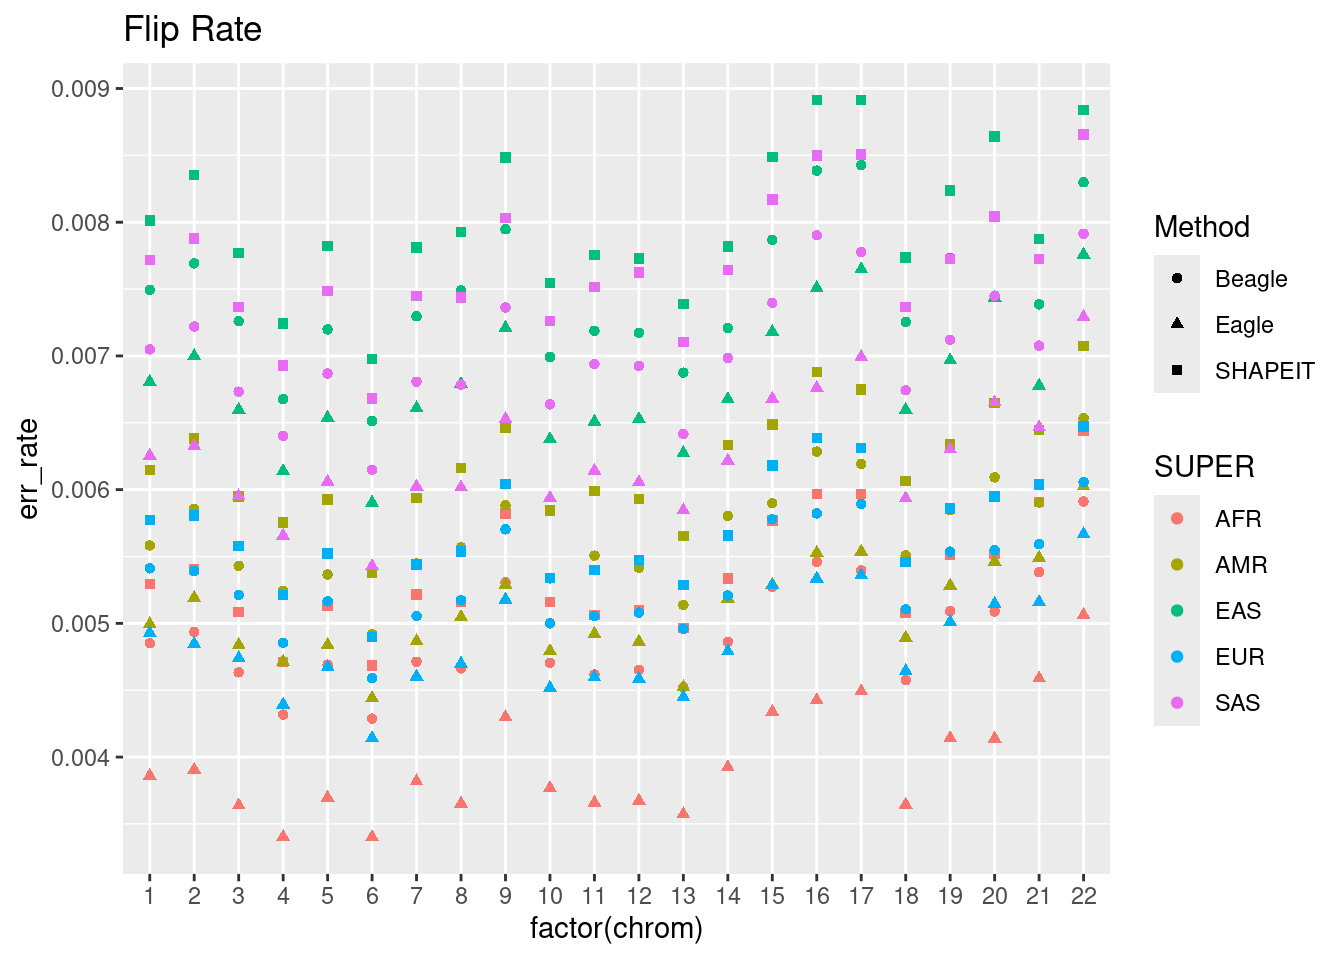 Flip Rate
0.009
0.008
0.007
0.006
0.005
0.004
err_rate
1 2 3 4 5 6 7 8 9 10 11 12 13 14 15 16 17 18 19 20 21 22
factor(chrom)
Method
Beagle
Eagle
SHAPEIT
SUPER
AFR
AMR
EAS
EUR
SAS